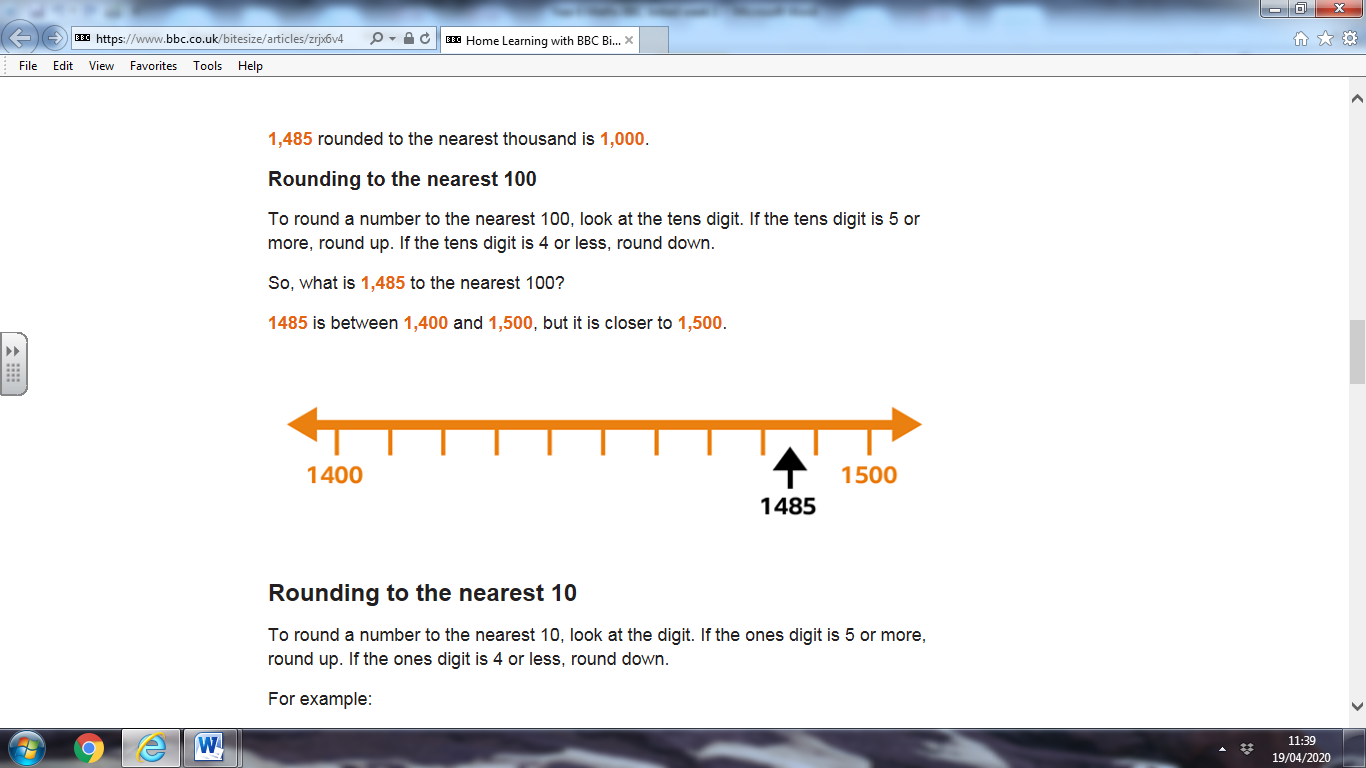 https://www.bbc.co.uk/bitesize/articles/zrjx6v4
BBC Home Learning with BBC Bi...
File Edit View Favorites Tools Help
1,485 rounded to the nearest thousand is 1,000.
Rounding to the nearest 100
To round a number to the nearest 100, look at the tens digit. If the tens digit is 5 or
more, round up. If the tens digit is 4 or less, round down.
So, what is 1,485 to the nearest 100?
1485 is between 1,400 and 1,500, but it is closer to 1,500.
1400 1500
1485
Rounding to the nearest 10
To round a number to the nearest 10, look at the digit. If the ones digit is 5 or more,
round up. If the ones digit is 4 or less, round down.
For example:
11:39
19/04/2020